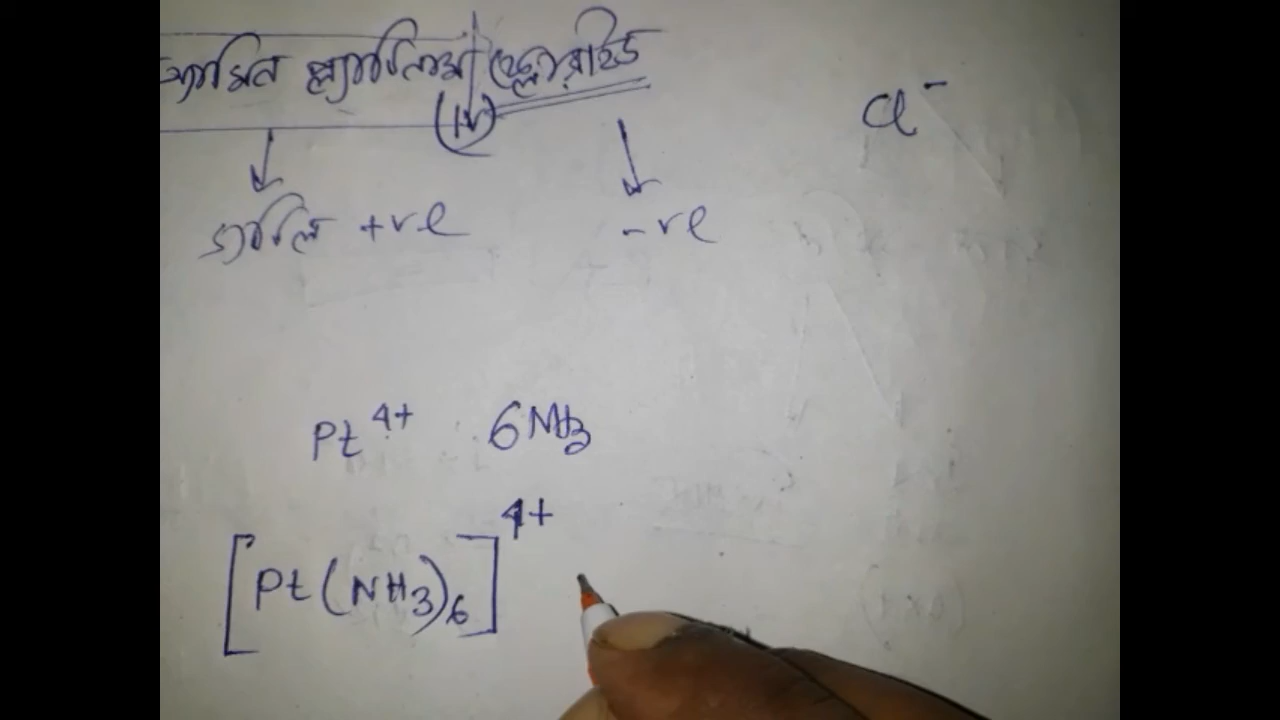 অ্যামিন প্ল্যাটিনাম ক্লোরাইড Cl⁻
(IV)
+ve -ve
Pt⁴⁺ 6NH₃
[Pt(NH₃)₆]⁴⁺